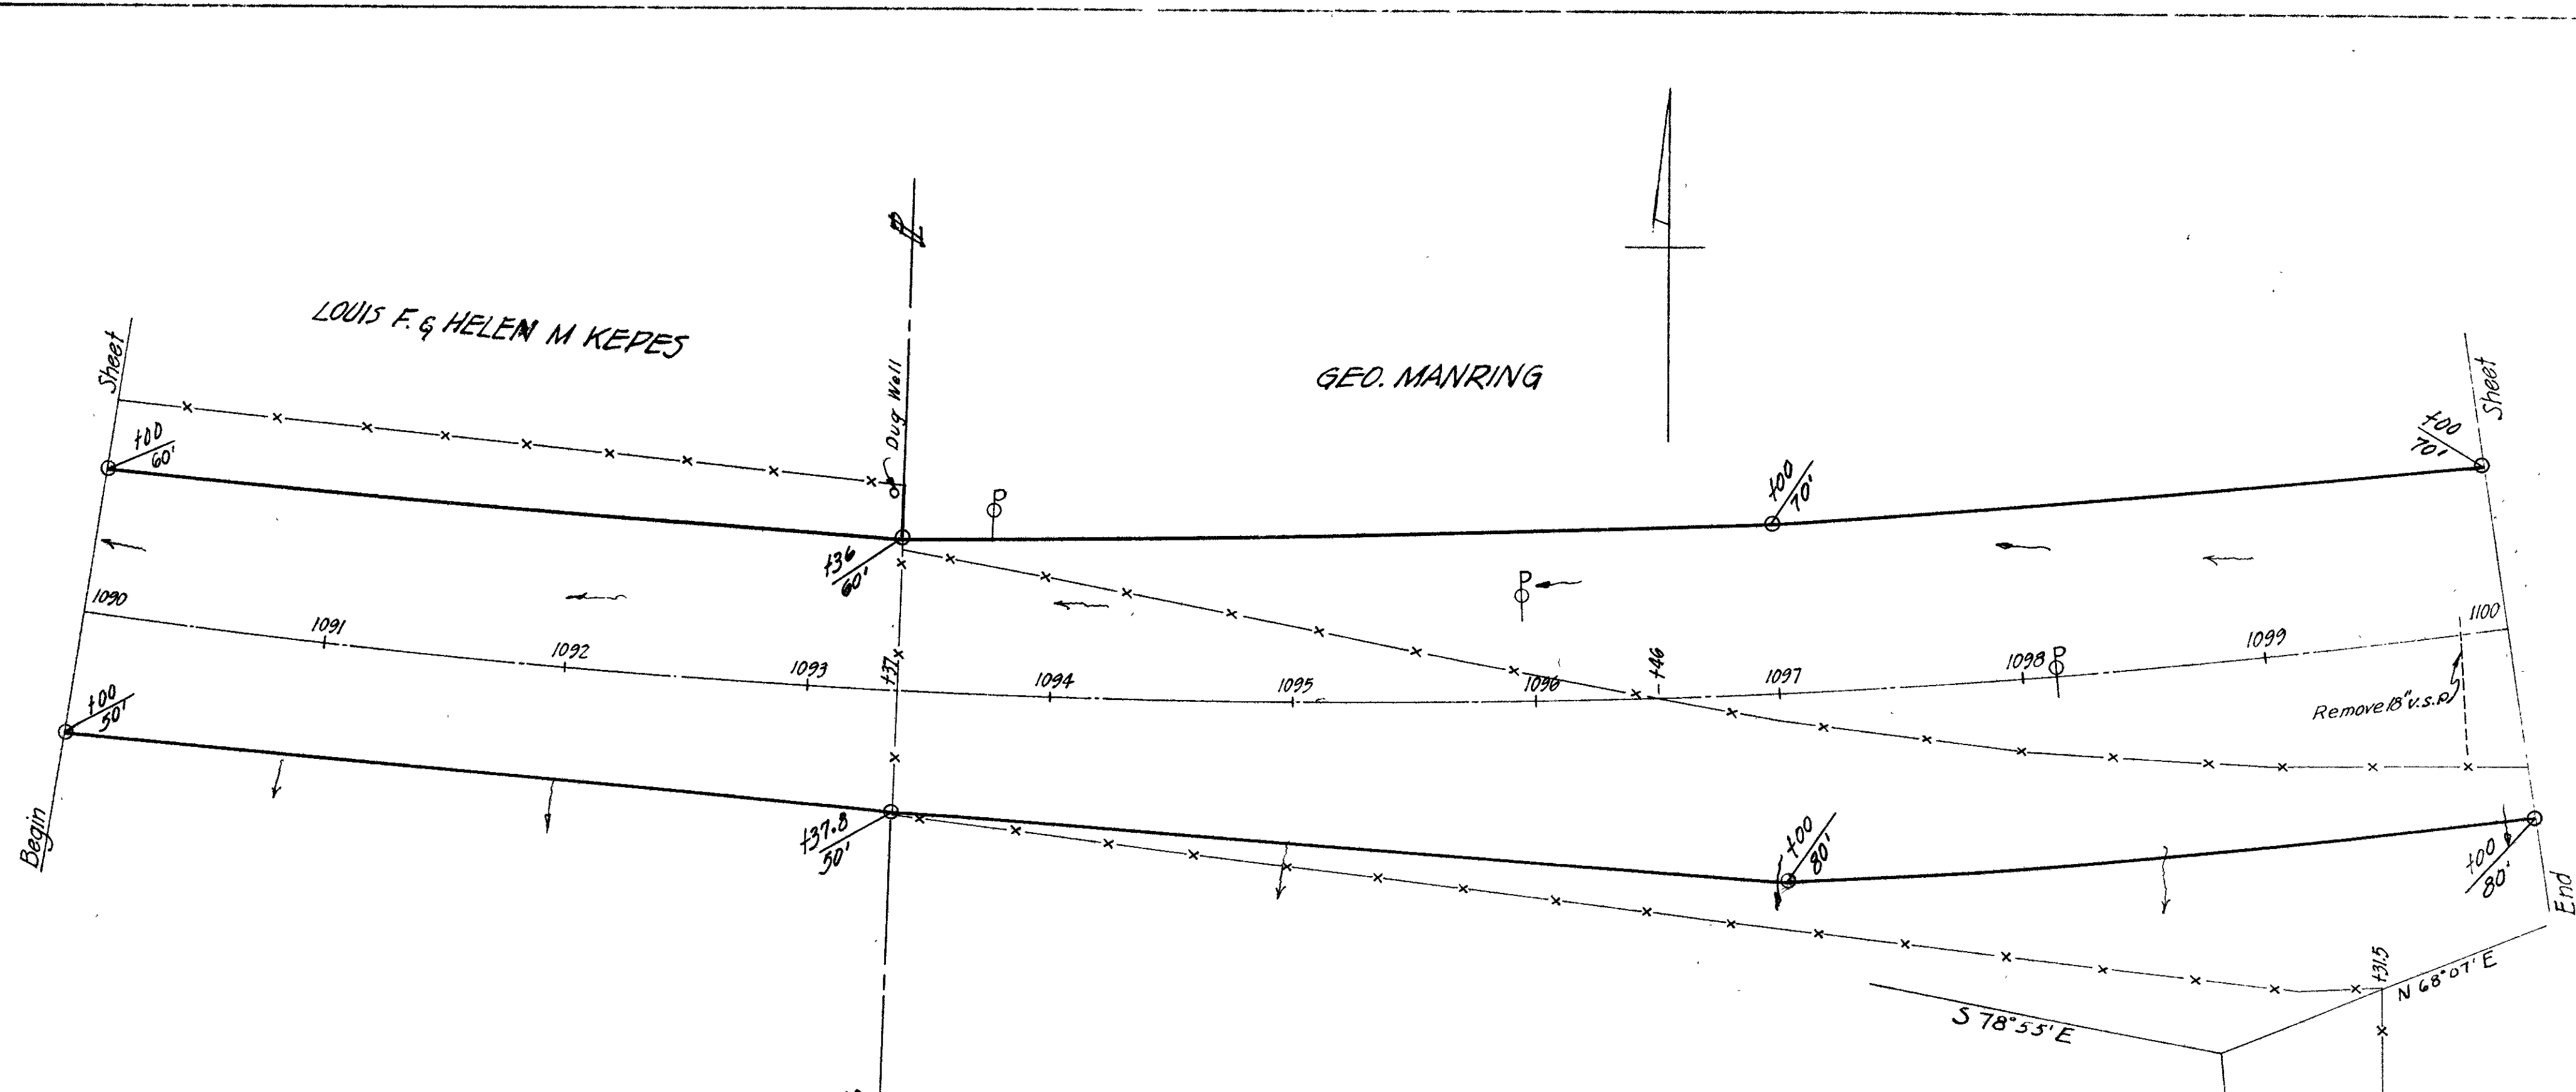 LOUIS F. & HELEN M KEPES
GEO. MANRING
Sheet
Sheet
Dug Well
+00
60'
+36
60'
+00
70'
+00
70'
P
P
P
1090
1091
1092
1093
+37
1094
1095
1096
+46
1097
1098
1099
1100
Remove 18" V.S.P.
+00
50'
+37.8
50'
+00
80'
+00
80'
Begin
End
+31.5
N 68°07' E
S 78°55' E